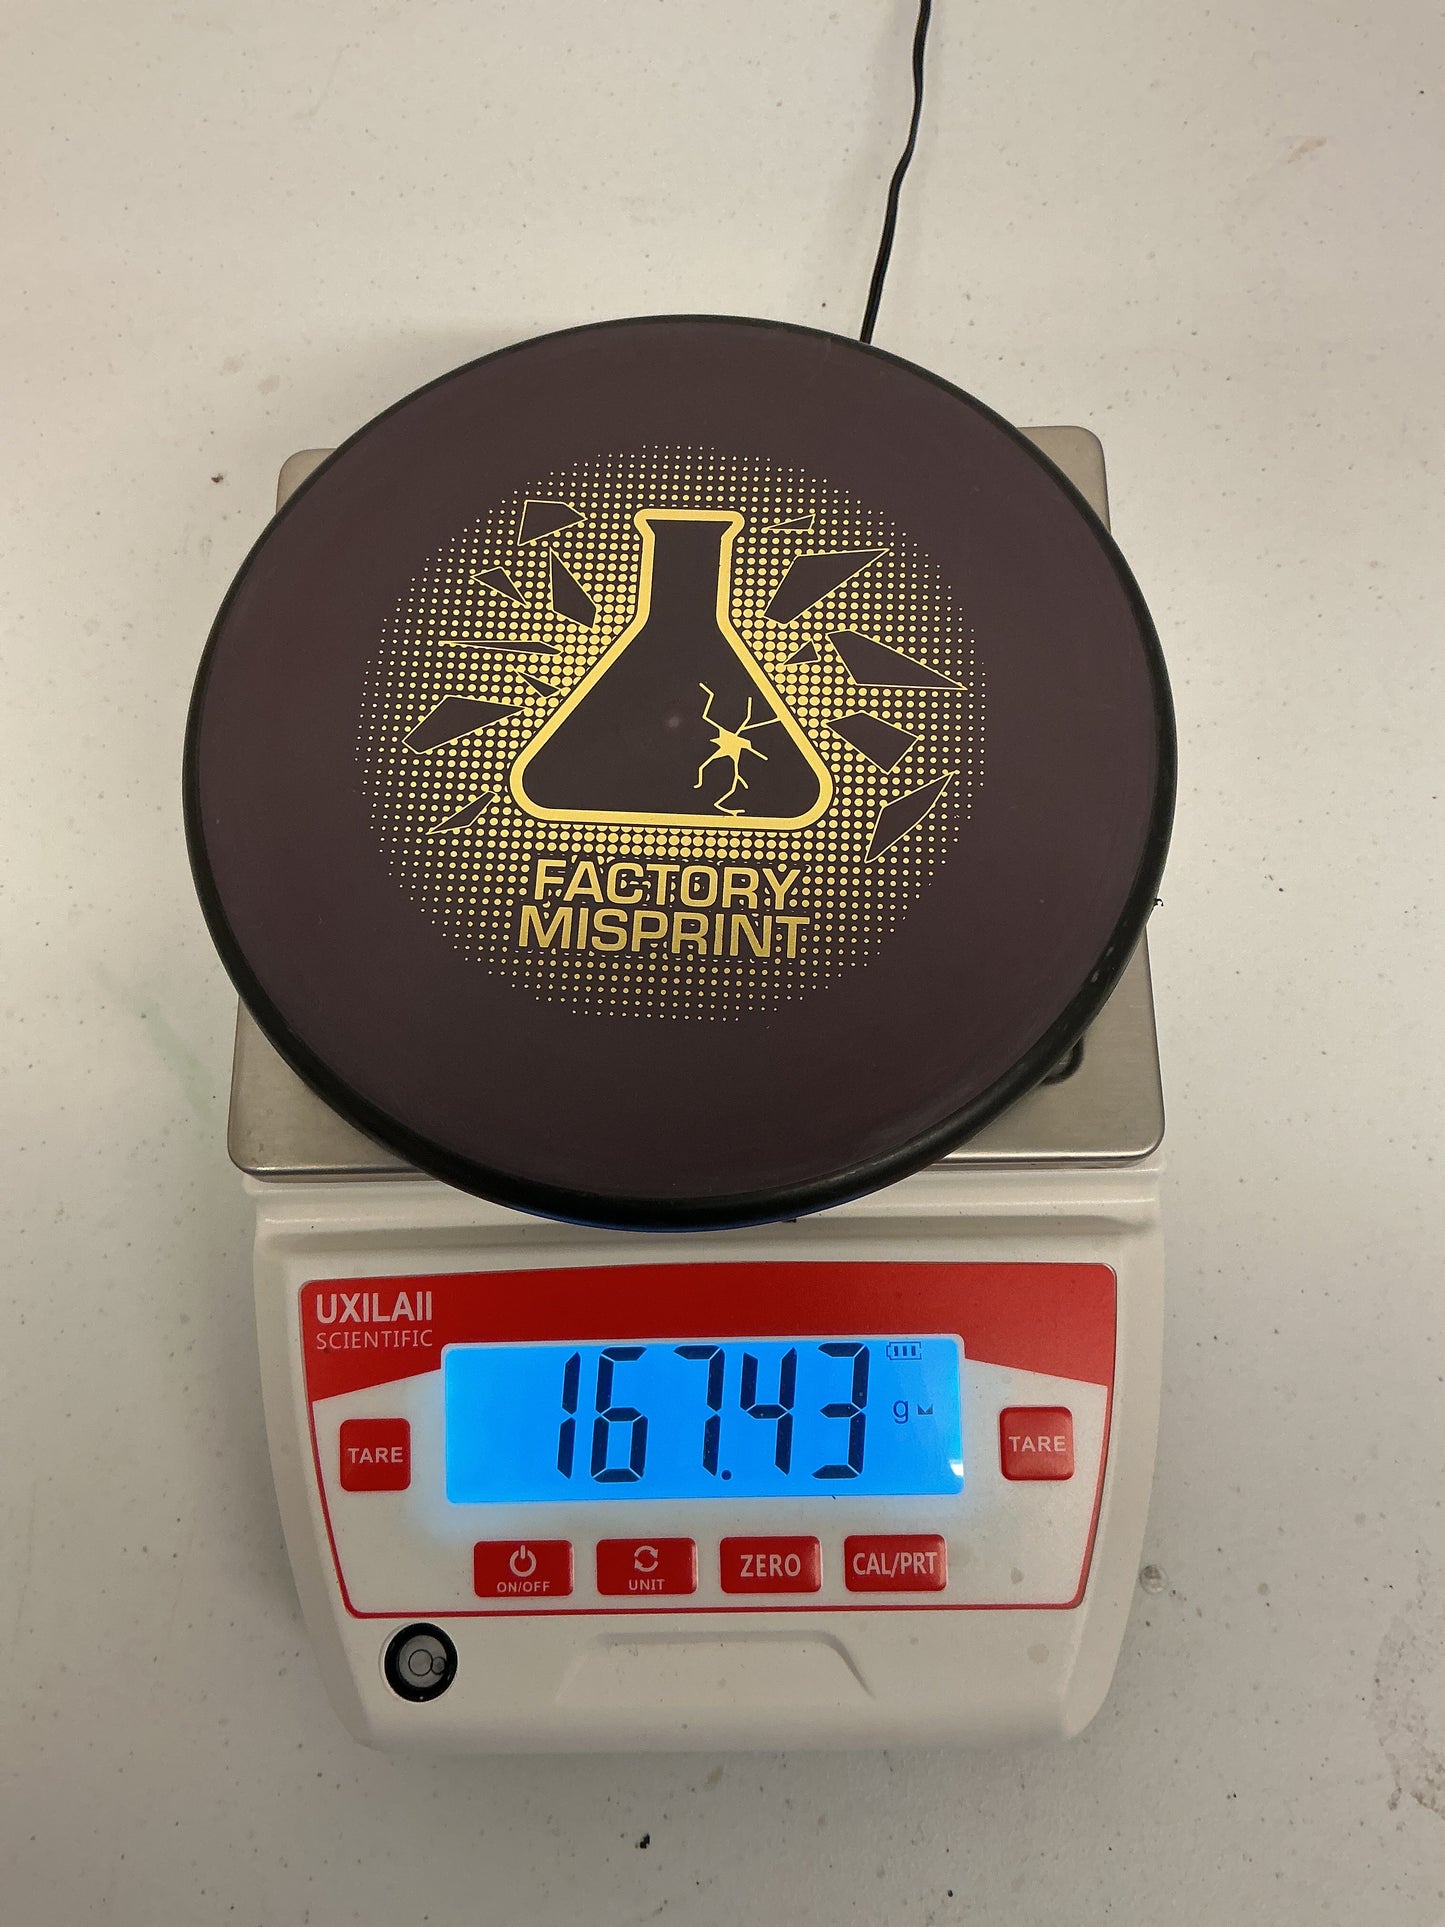 FACTORY
MISPRINT
UXILAII
SCIENTIFIC
167.43
g
TARE
TARE
ON/OFF
UNIT
ZERO
CAL/PRT